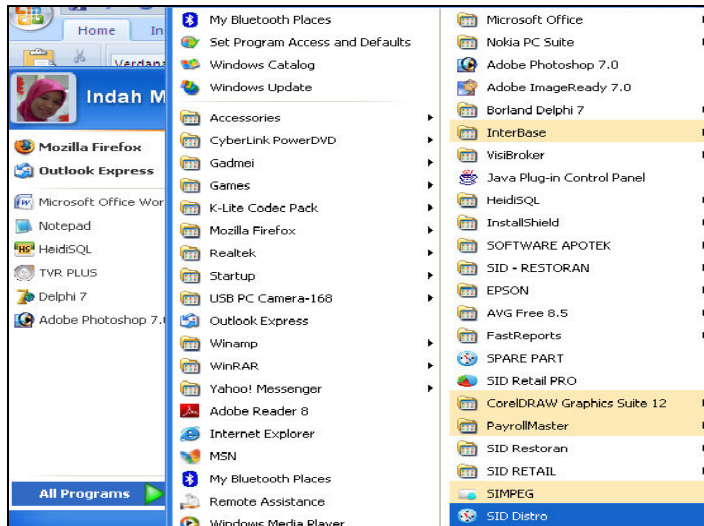 Home In
Verdana
Indah M
Mozilla Firefox
Outlook Express
Microsoft Office Wor
Notepad
HeidiSQL
TVR PLUS
Delphi 7
Adobe Photoshop 7.
All Programs
My Bluetooth Places
Set Program Access and Defaults
Windows Catalog
Windows Update
Accessories
CyberLink PowerDVD
Gadmei
Games
K-Lite Codec Pack
Mozilla Firefox
Realtek
Startup
USB PC Camera-168
Outlook Express
Winamp
WinRAR
Yahoo! Messenger
Adobe Reader 8
Internet Explorer
MSN
My Bluetooth Places
Remote Assistance
Windows Media Player
Microsoft Office
Nokia PC Suite
Adobe Photoshop 7.0
Adobe ImageReady 7.0
Borland Delphi 7
InterBase
VisiBroker
Java Plug-in Control Panel
HeidiSQL
InstallShield
SOFTWARE APOTEK
SID - RESTORAN
EPSON
AVG Free 8.5
FastReports
SPARE PART
SID Retail PRO
CorelDRAW Graphics Suite 12
PayrollMaster
SID Restoran
SID RETAIL
SIMPEG
SID Distro